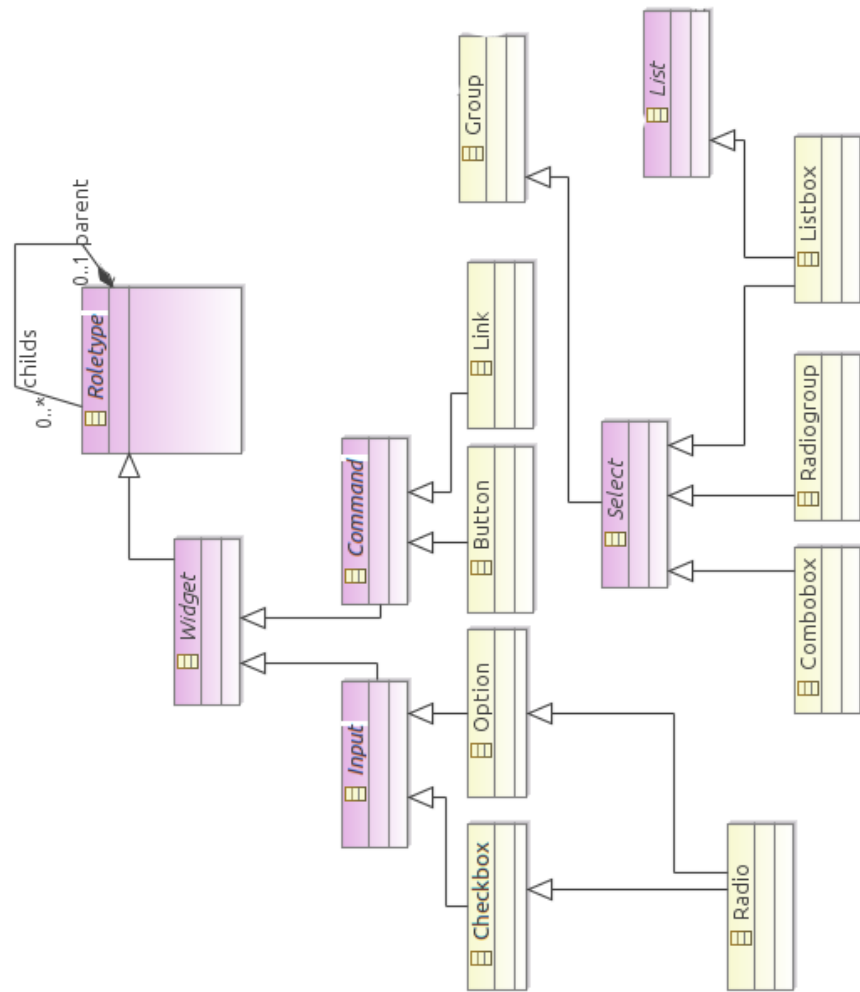 0..1 parent
0..* childs
Roletype
Widget
Input
Command
Checkbox
Option
Button
Link
Group
Select
List
Radio
Combobox
Radiogroup
Listbox